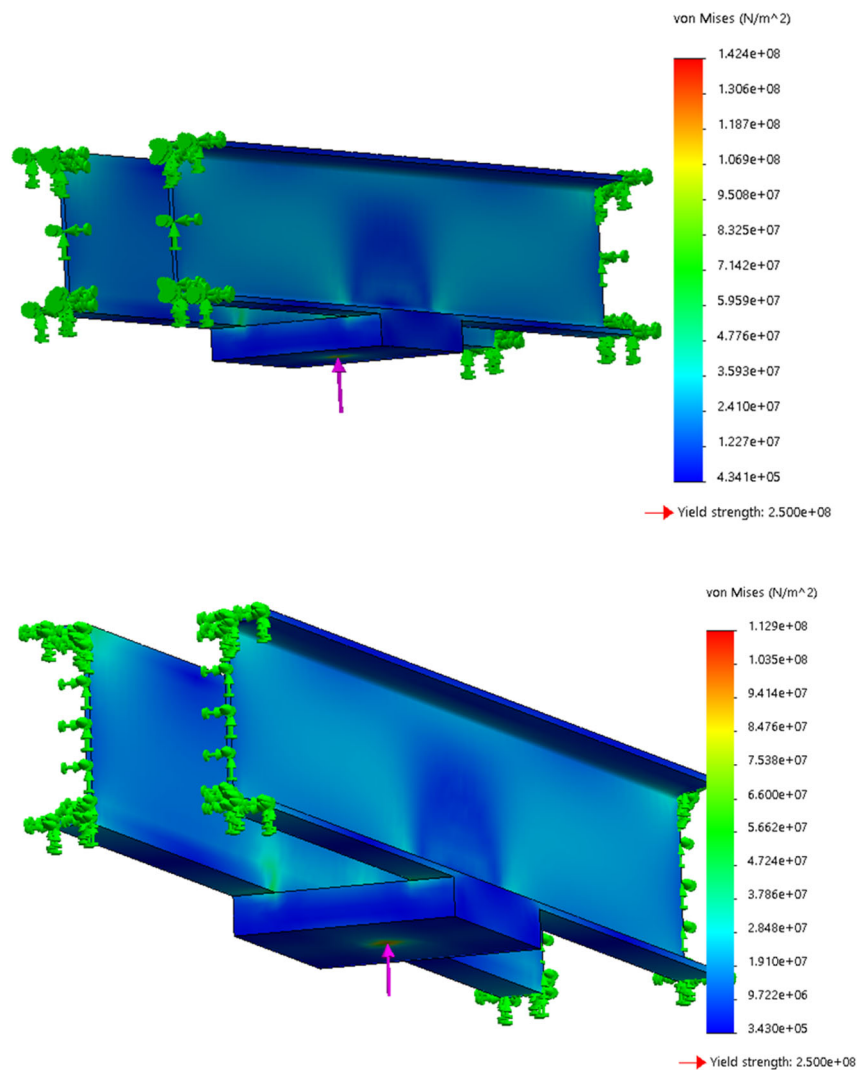 von Mises (N/m^2)
1.424e+08
1.306e+08
1.187e+08
1.069e+08
9.508e+07
8.325e+07
7.142e+07
5.959e+07
4.776e+07
3.593e+07
2.410e+07
1.227e+07
4.341e+05
Yield strength: 2.500e+08
von Mises (N/m^2)
1.129e+08
1.035e+08
9.414e+07
8.476e+07
7.538e+07
6.600e+07
5.662e+07
4.724e+07
3.786e+07
2.848e+07
1.910e+07
9.722e+06
3.430e+05
Yield strength: 2.500e+08